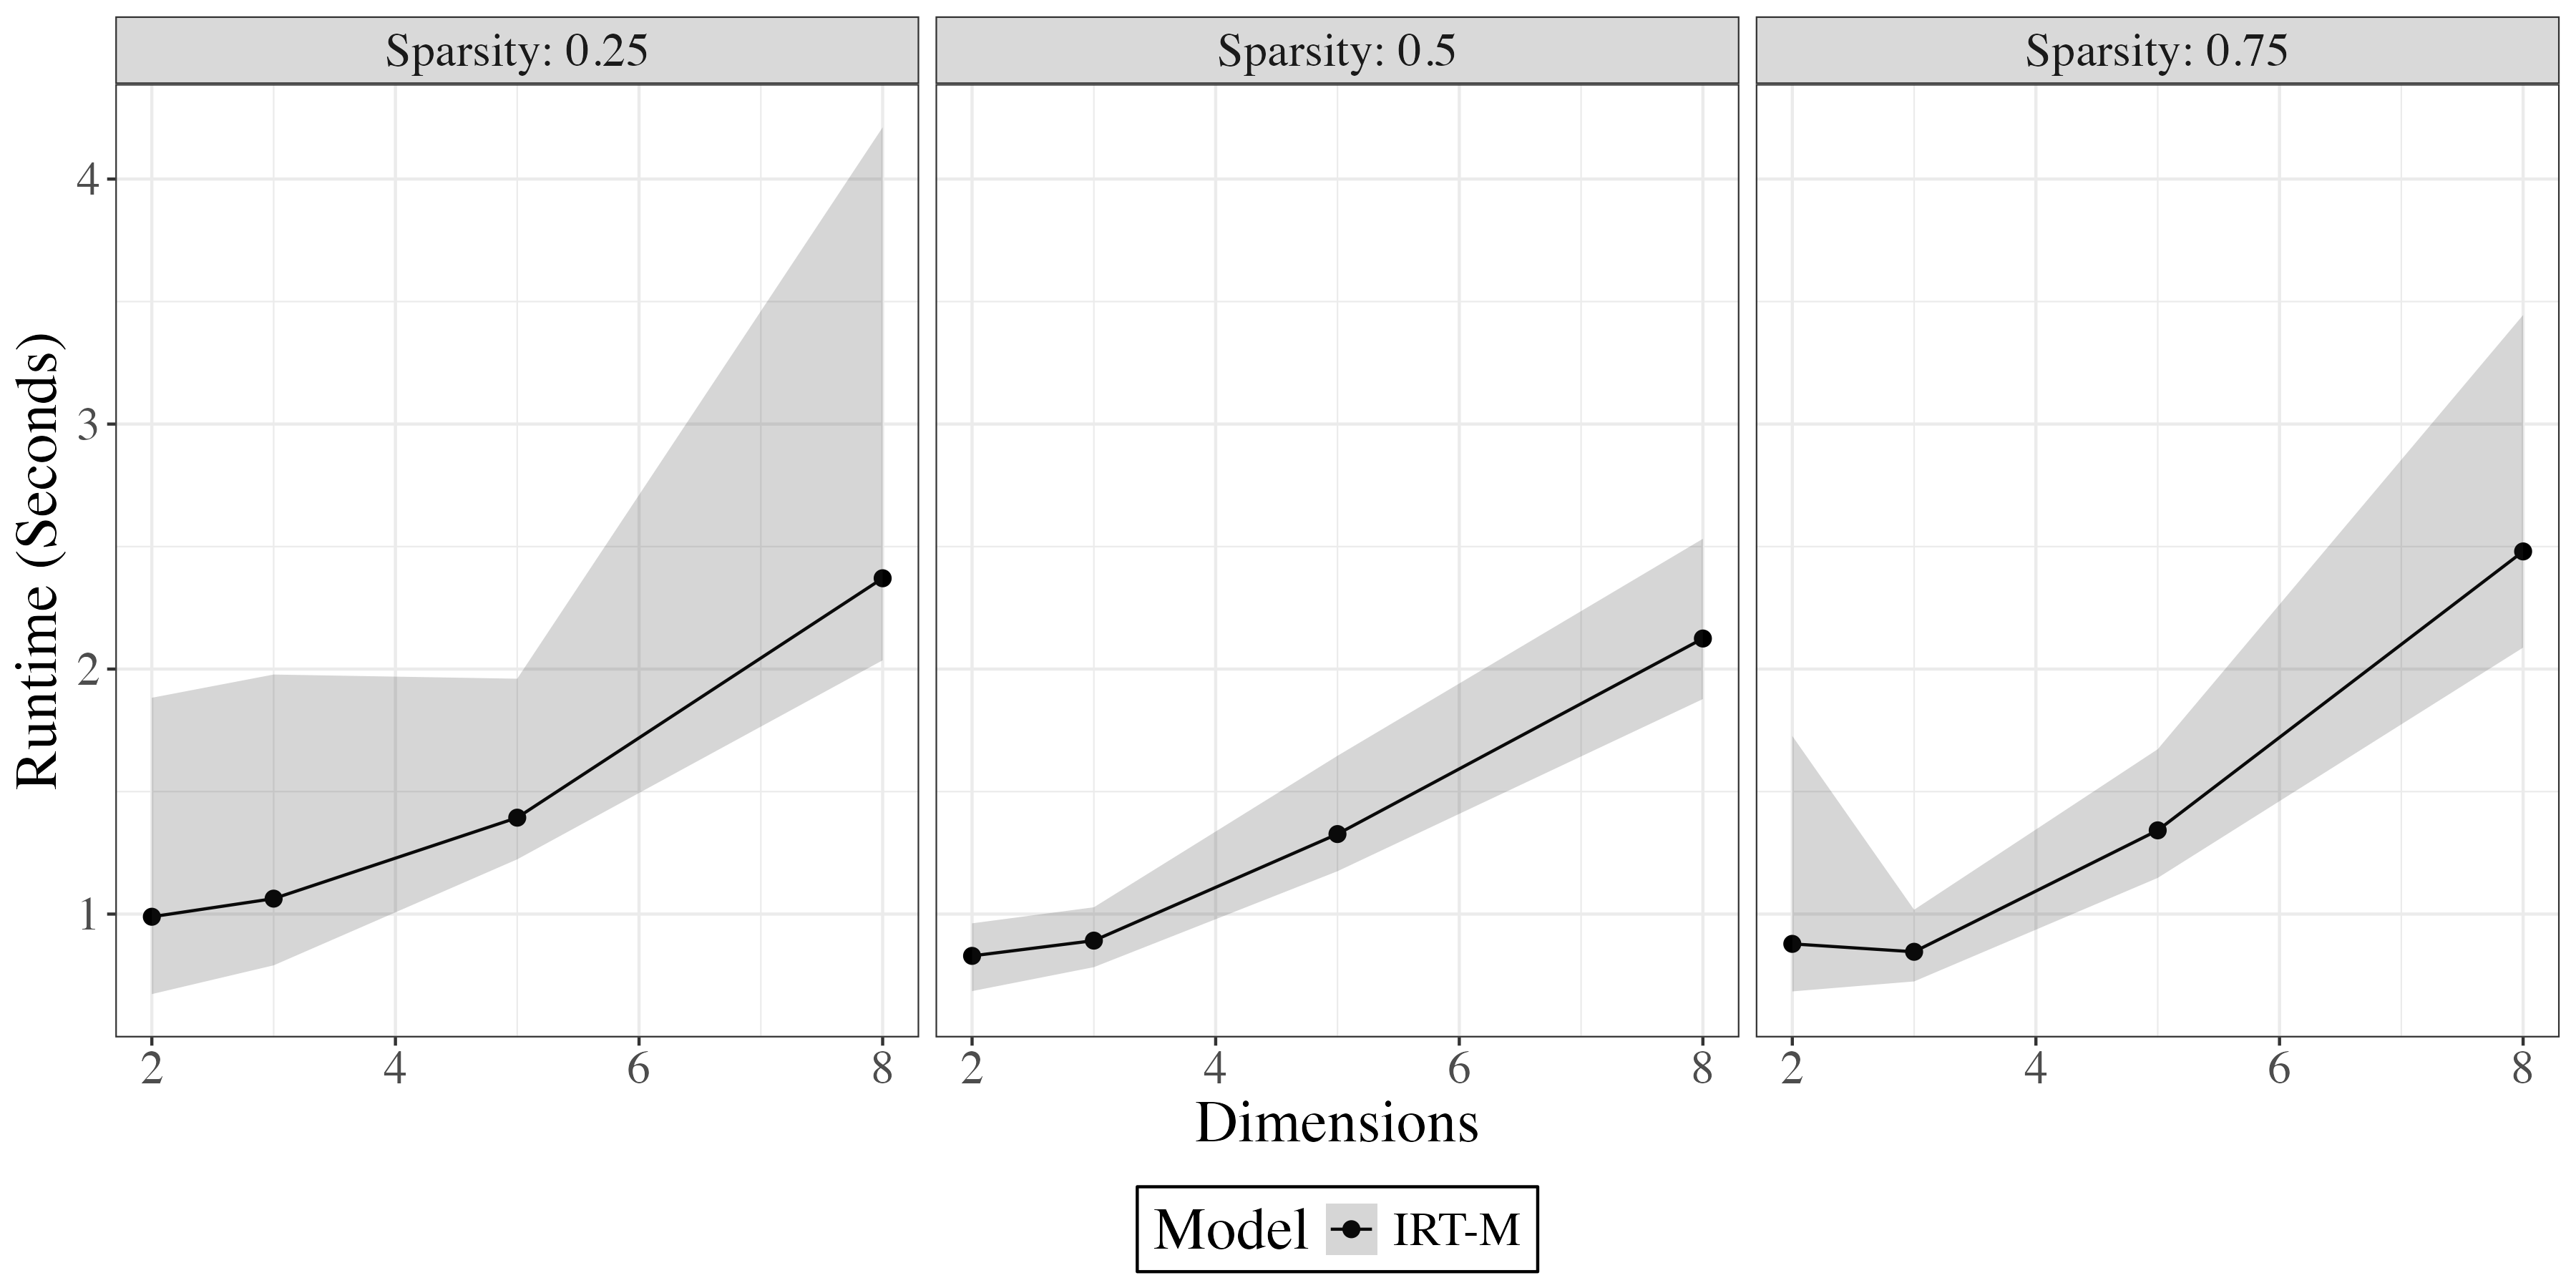 Sparsity: 0.25
Sparsity: 0.5
Sparsity: 0.75
Runtime (Seconds)
4
3
2
1
2 4 6 8
2 4 6 8
2 4 6 8
Dimensions
Model IRT-M